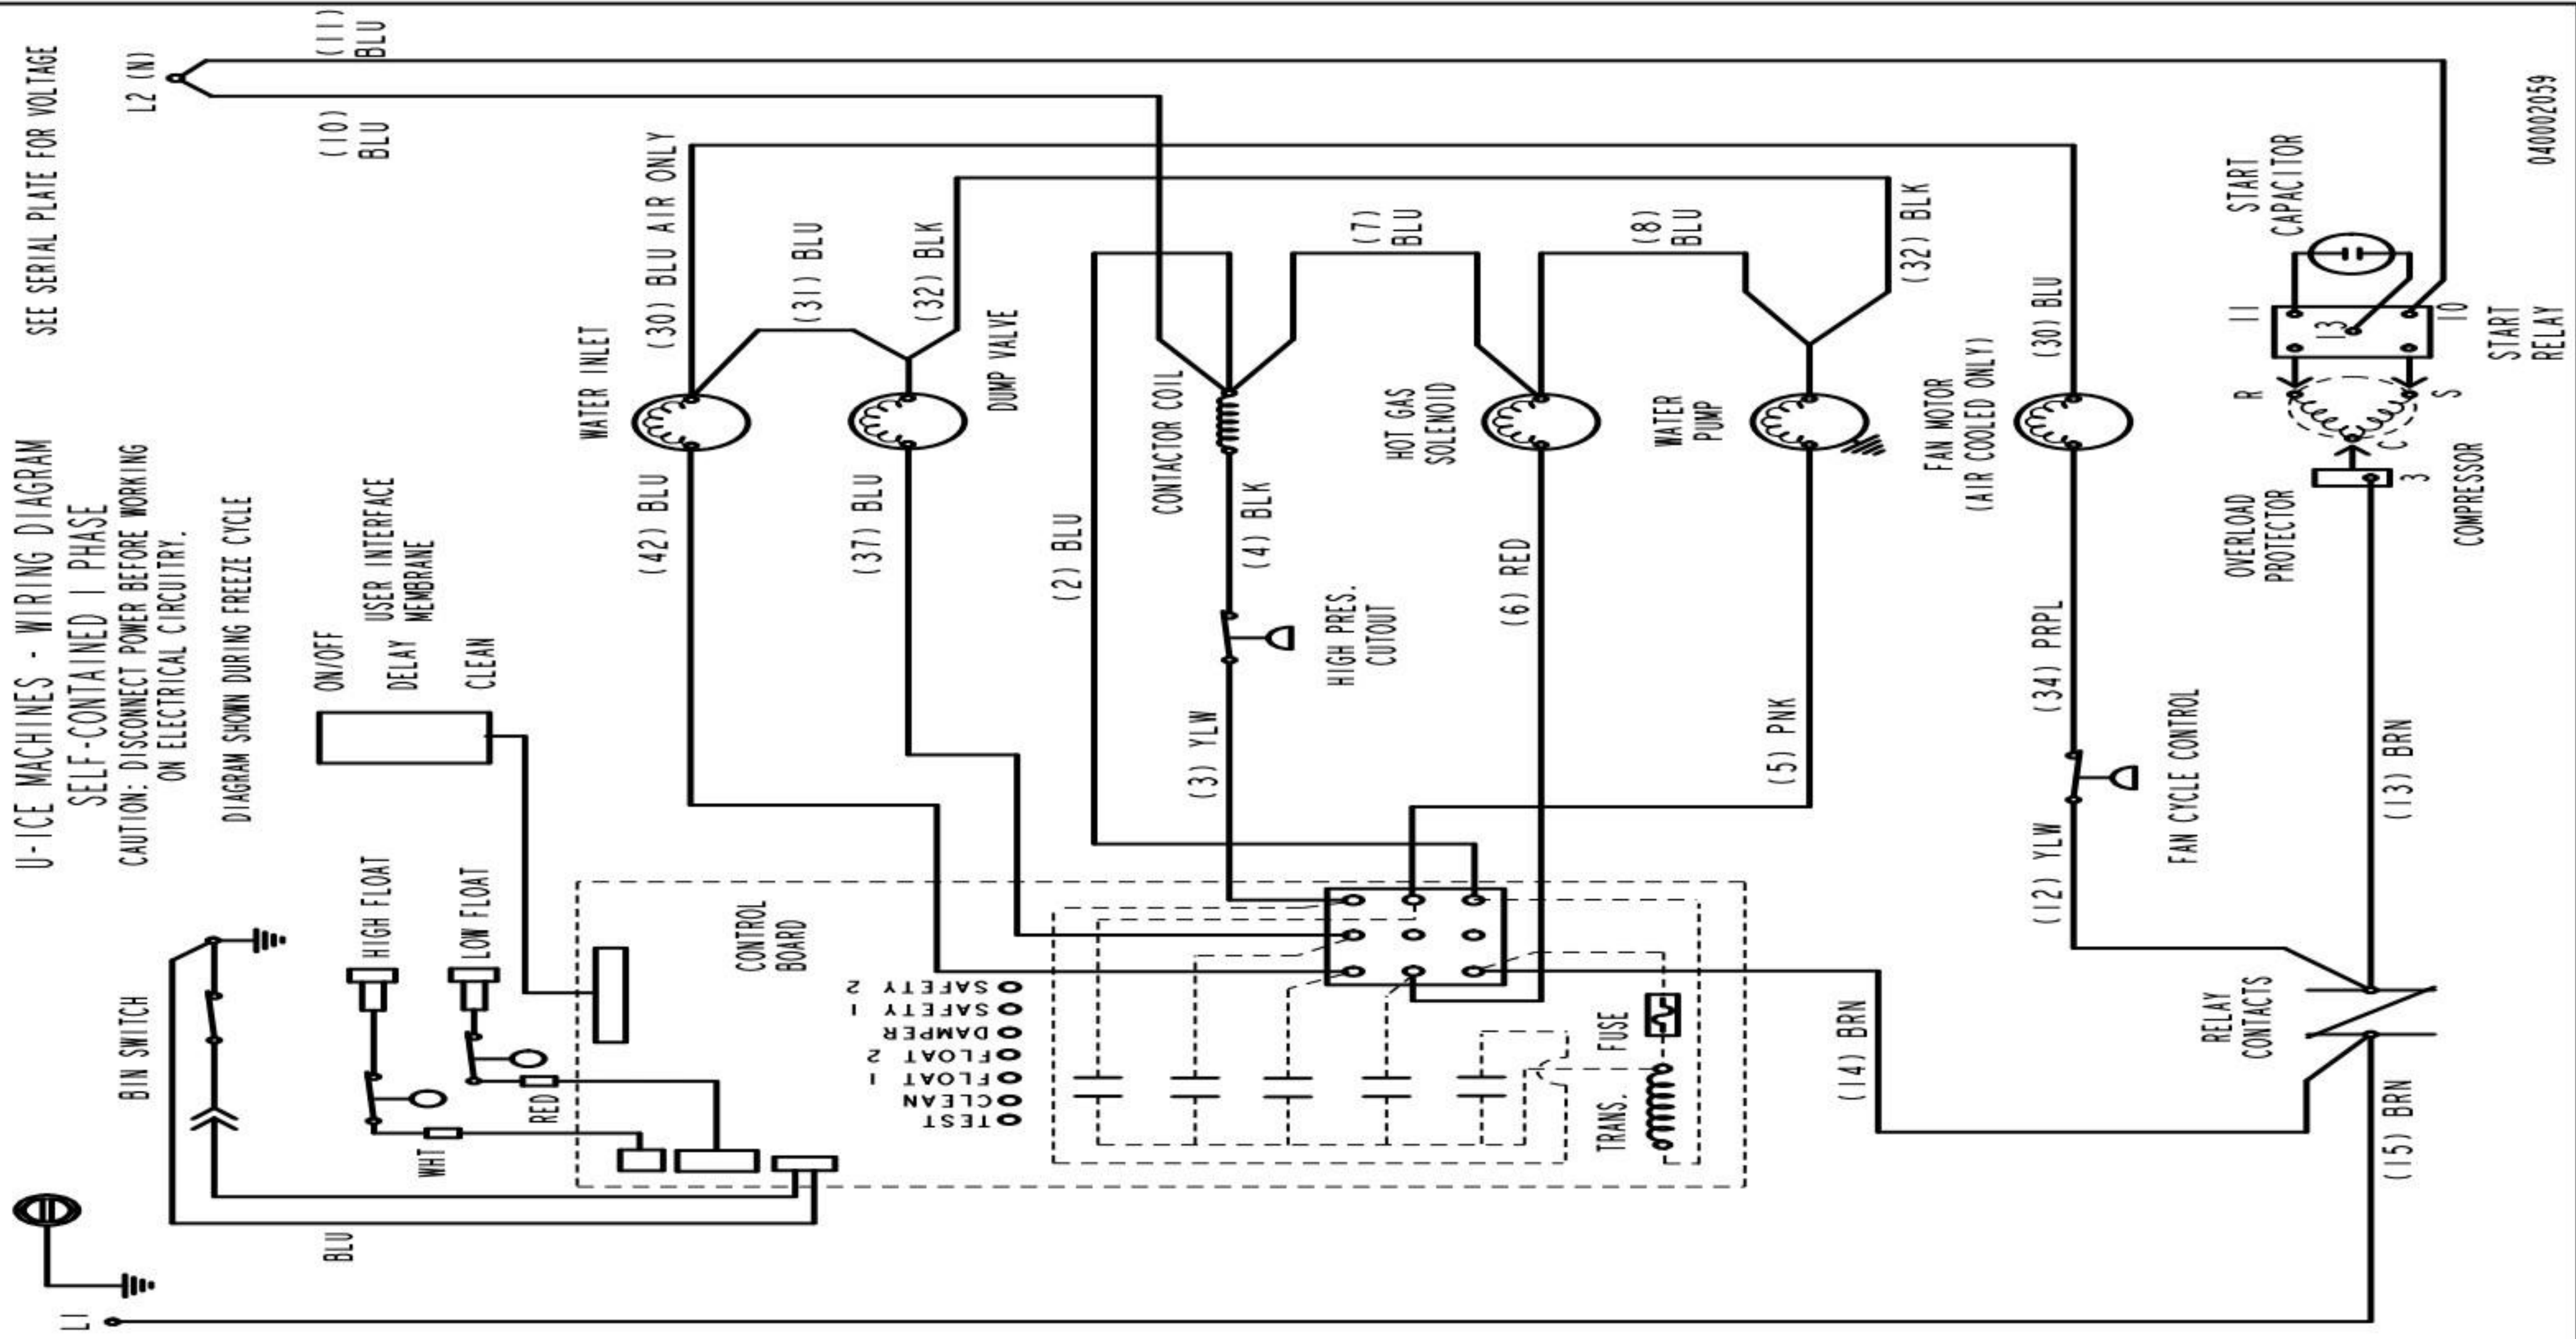 U-ICE MACHINES - WIRING DIAGRAM
SELF-CONTAINED 1 PHASE
CAUTION: DISCONNECT POWER BEFORE WORKING
ON ELECTRICAL CIRCUITRY.
DIAGRAM SHOWN DURING FREEZE CYCLE
SEE SERIAL PLATE FOR VOLTAGE
L1
L2 (N)
(10)
BLU
(11)
BLU
BIN SWITCH
BLU
ON/OFF
USER INTERFACE
DELAY
MEMBRANE
CLEAN
HIGH FLOAT
LOW FLOAT
WHT
RED
WATER INLET
(42) BLU
(30) BLU AIR ONLY
CONTROL
BOARD
(31) BLU
(37) BLU
(32) BLK
DUMP VALVE
SAFETY 2
SAFETY 1
DAMPER
FLOAT 2
FLOAT 1
CLEAN
TEST
(2) BLU
CONTACTOR COIL
(3) YLW
(4) BLK
HIGH PRES.
CUTOUT
(7)
BLU
HOT GAS
SOLENOID
(6) RED
FUSE
TRANS.
(8)
BLU
WATER
PUMP
(5) PNK
(14) BRN
(32) BLK
FAN MOTOR
(AIR COOLED ONLY)
(30) BLU
(34) PRPL
(12) YLW
FAN CYCLE CONTROL
RELAY
CONTACTS
OVERLOAD
PROTECTOR
START
CAPACITOR
11
13
10
R
S
C
3
(13) BRN
(15) BRN
COMPRESSOR
START
RELAY
040002059